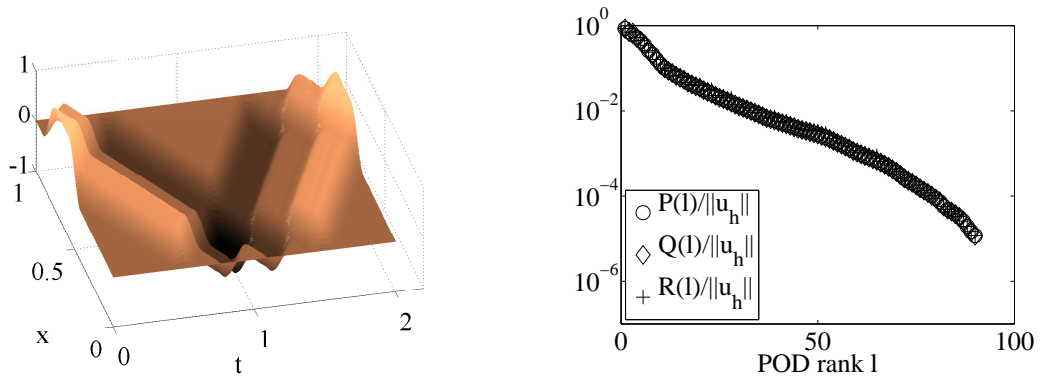 1
0
-1
1
0.5
0
x
0
1
2
t
10^0
10^-2
10^-4
10^-6
P(l)/||u_h||
Q(l)/||u_h||
R(l)/||u_h||
0
50
100
POD rank l